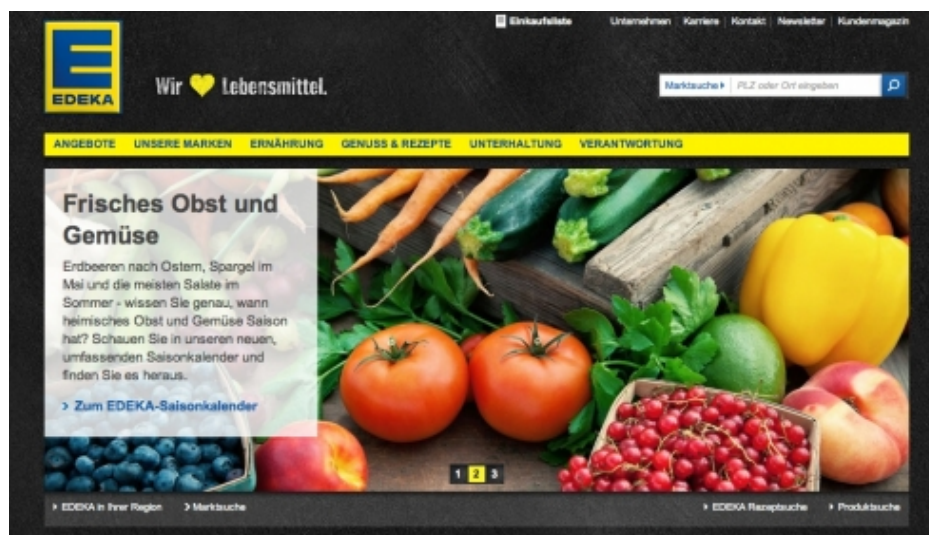 Einkaufsliste Unternehmen Karriere Kontakt Newsletter Kundenmagazin
EDEKA
Wir Lebensmittel.
Marktsuche PLZ oder Ort eingeben
ANGEBOTE UNSERE MARKEN ERNÄHRUNG GENUSS & REZEPTE UNTERHALTUNG VERANTWORTUNG
Frisches Obst und
Gemüse
Erdbeeren nach Ostern, Spargel im
Mai und die meisten Salate im
Sommer - wissen Sie genau, wann
heimisches Obst und Gemüse Saison
hat? Schauen Sie in unseren neuen,
umfassenden Saisonkalender und
finden Sie es heraus.
› Zum EDEKA-Saisonkalender
1 2 3
EDEKA in Ihrer Region Marktsuche EDEKA Rezeptsuche Produktsuche